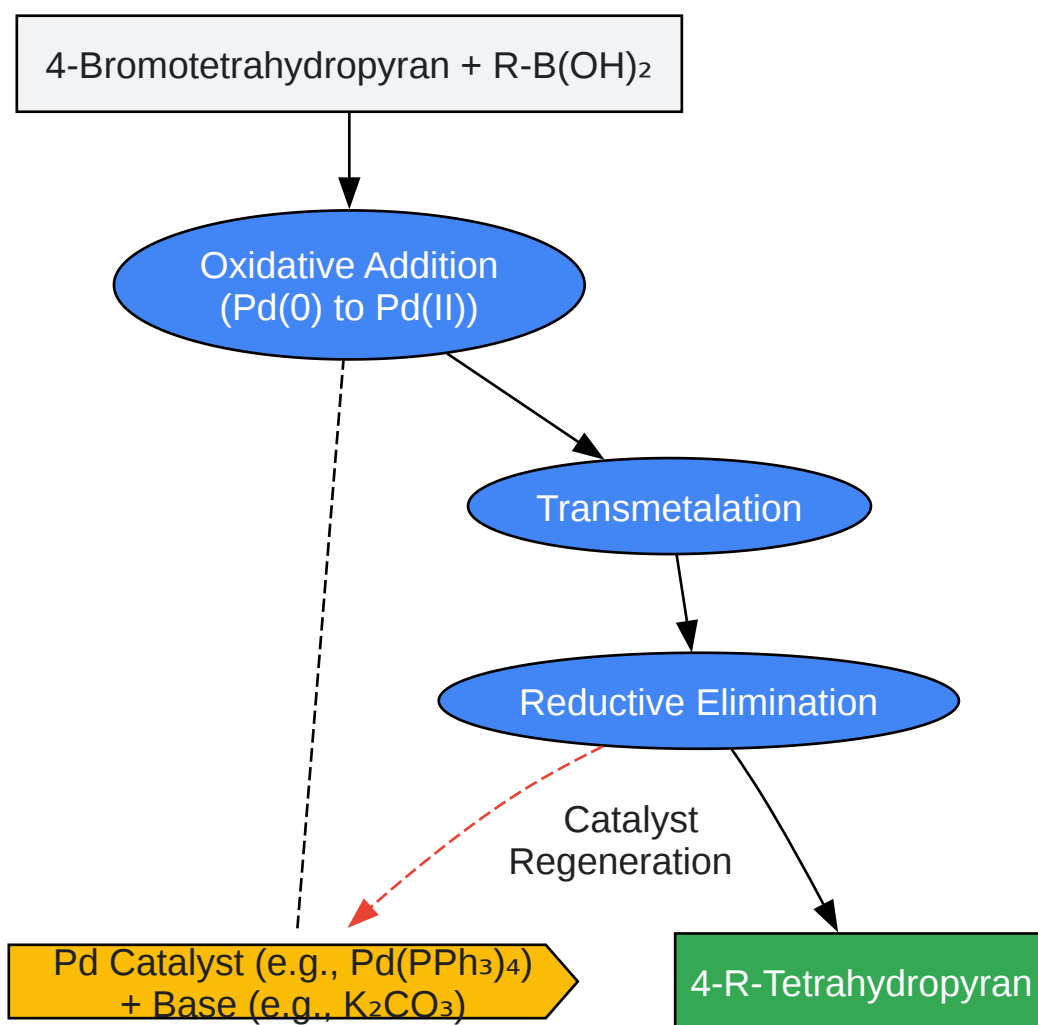 4-Bromotetrahydropyran + R-B(OH)₂
Oxidative Addition
(Pd(0) to Pd(II))
Transmetalation
Reductive Elimination
Catalyst
Regeneration
Pd Catalyst (e.g., Pd(PPh₃)₄)
+ Base (e.g., K₂CO₃)
4-R-Tetrahydropyran